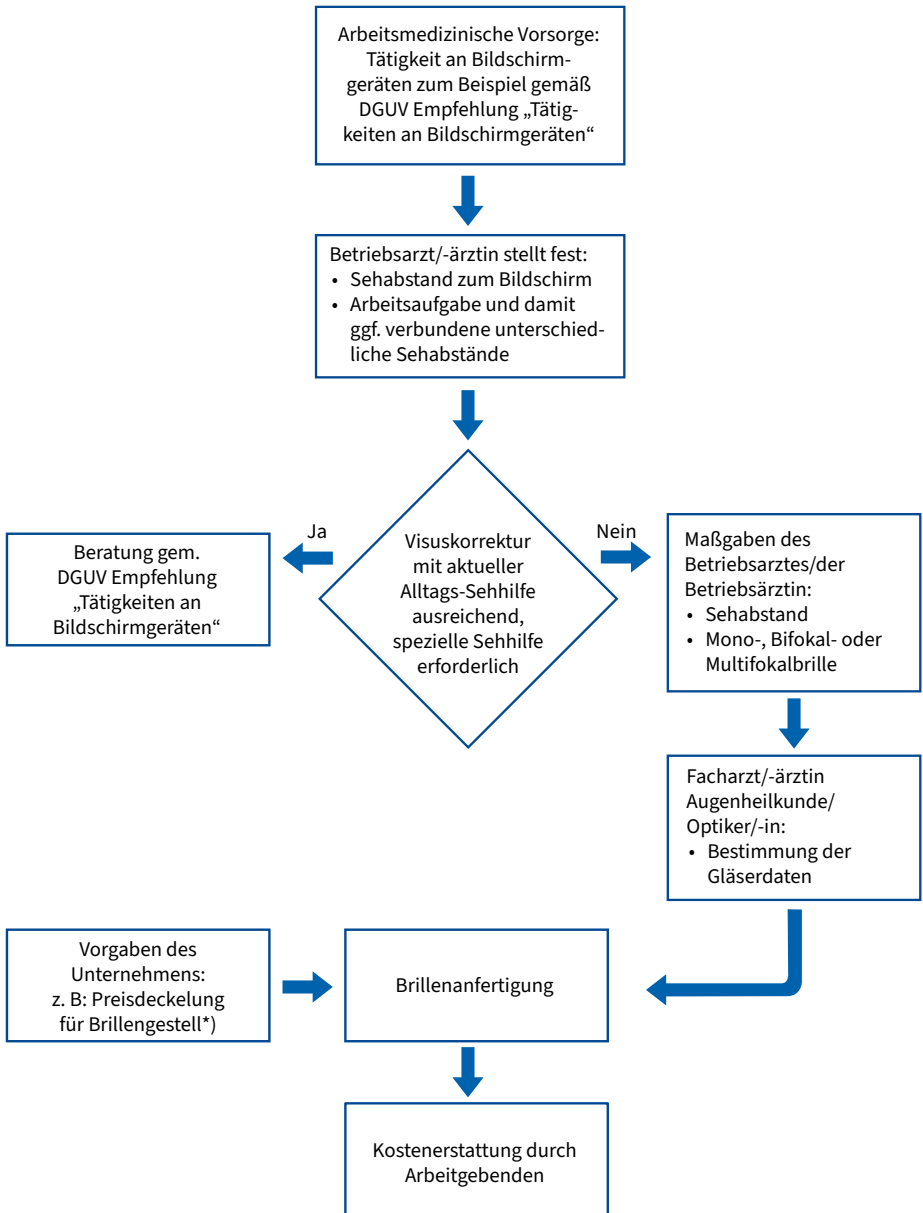 Arbeitsmedizinische Vorsorge:
Tätigkeit an Bildschirm-
geräten zum Beispiel gemäß
DGUV Empfehlung „Tätig-
keiten an Bildschirmgeräten“
Betriebsarzt/-ärztin stellt fest:
• Sehabstand zum Bildschirm
• Arbeitsaufgabe und damit
ggf. verbundene unterschied-
liche Sehabstände
Visuskorrektur
mit aktueller
Alltags-Sehhilfe
ausreichend,
spezielle Sehhilfe
erforderlich
Ja
Beratung gem.
DGUV Empfehlung
„Tätigkeiten an
Bildschirmgeräten“
Nein
Maßgaben des
Betriebsarztes/der
Betriebsärztin:
• Sehabstand
• Mono-, Bifokal- oder
Multifokalbrille
Facharzt/-ärztin
Augenheilkunde/
Optiker/-in:
• Bestimmung der
Gläserdaten
Vorgaben des
Unternehmens:
z. B: Preisdeckelung
für Brillengestell*)
Brillenanfertigung
Kostenerstattung durch
Arbeitgebenden